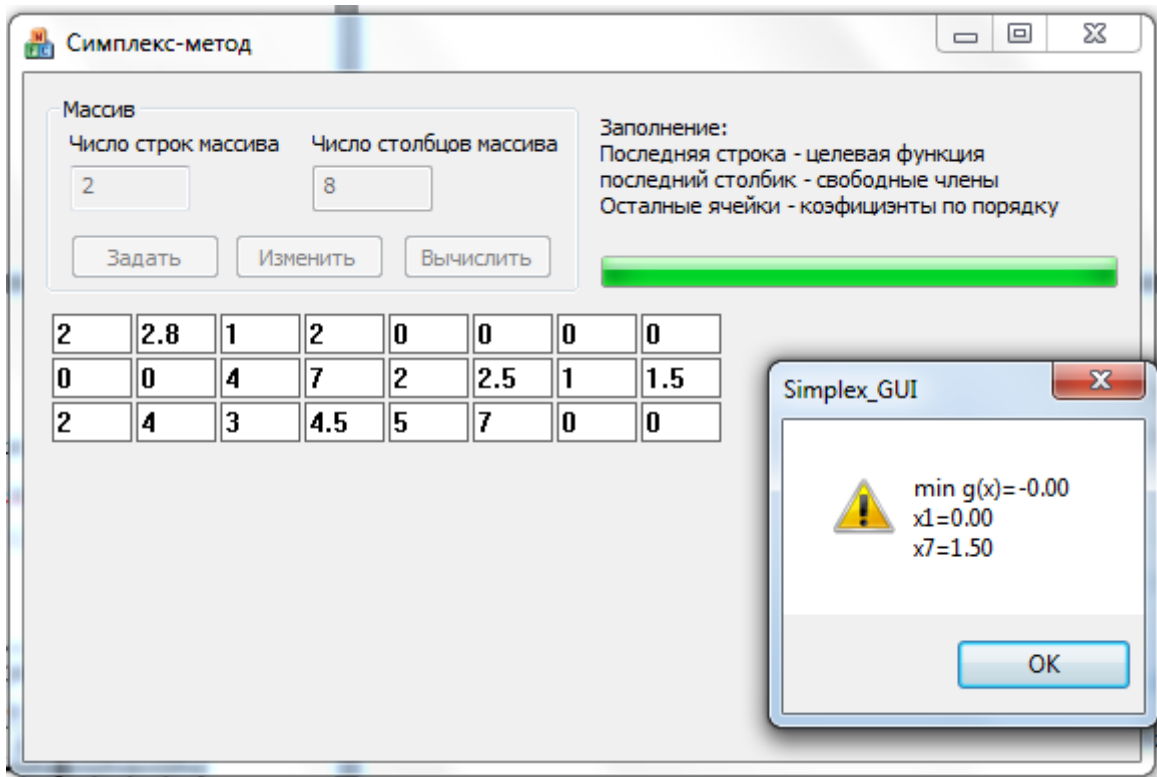 Симплекс-метод
Массив
Число строк массива
Число столбцов массива
2
8
Задать
Изменить
Вычислить
Заполнение:
Последняя строка - целевая функция
последний столбик - свободные члены
Осталные ячейки - коэфициэнты по порядку
2 2.8 1 2 0 0 0 0
0 0 4 7 2 2.5 1 1.5
2 4 3 4.5 5 7 0 0
Simplex_GUI
min g(x)=-0.00
x1=0.00
x7=1.50
OK